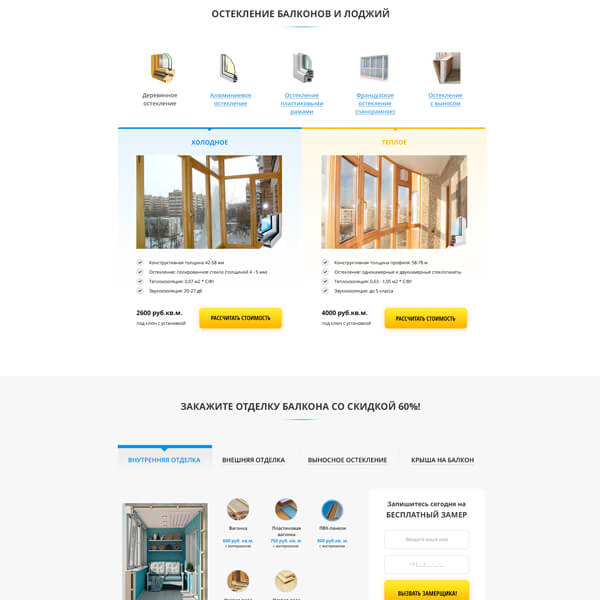 ОСТЕКЛЕНИЕ БАЛКОНОВ И ЛОДЖИЙ
Деревянное
остекление
Алюминиевое
остекление
Остекление
пластиковыми
рамами
Французское
остекление
(панорамное)
Остекление
с выносом
ХОЛОДНОЕ
Конструктивная толщина 42-58 мм
Остекление: полированное стекло (толщиной 4 - 5 мм)
Теплоизоляция: 0,07 м2 * С/Вт
Звукоизоляция: 20-27 дб
2600 руб.кв.м.
под ключ с установкой
РАССЧИТАТЬ СТОИМОСТЬ
ТЕПЛОЕ
Конструктивная толщина профиля: 58-78 м
Остекление: однокамерные и двухкамерные стеклопакеты
Теплоизоляция: 0,63 - 1,05 м2 * С/Вт
Звукоизоляция: до 5 класса
4000 руб.кв.м.
под ключ с установкой
РАССЧИТАТЬ СТОИМОСТЬ
ЗАКАЖИТЕ ОТДЕЛКУ БАЛКОНА СО СКИДКОЙ 60%!
ВНУТРЕННЯЯ ОТДЕЛКА
ВНЕШНЯЯ ОТДЕЛКА
ВЫНОСНОЕ ОСТЕКЛЕНИЕ
КРЫША НА БАЛКОН
Вагонка
680 руб. кв.м.
с материалом
Пластиковая
вагонка
750 руб. кв. м
с материалом
ПВХ-панели
800 руб.кв. м.
с материалом
Запишитесь сегодня на
БЕСПЛАТНЫЙ ЗАМЕР
Введите ваше имя
ВЫЗВАТЬ ЗАМЕРЩИКА!